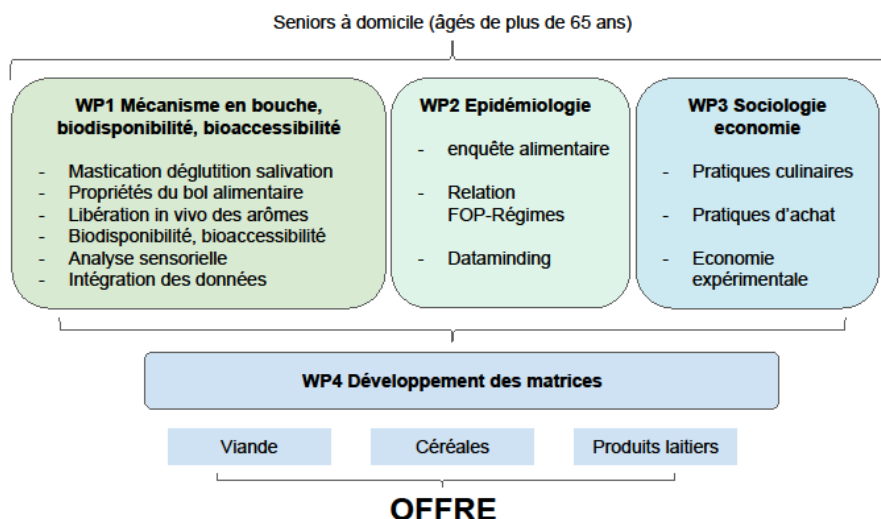 Seniors à domicile (âgés de plus de 65 ans)
WP1 Mécanisme en bouche,
biodisponibilité, bioaccessibilité
- Mastication déglutition salivation
- Propriétés du bol alimentaire
- Libération in vivo des arômes
- Biodisponibilité, bioaccessibilité
- Analyse sensorielle
- Intégration des données
WP2 Epidémiologie
- enquête alimentaire
- Relation
FOP-Régimes
- Dataminding
WP3 Sociologie
economie
- Pratiques culinaires
- Pratiques d'achat
- Economie
expérimentale
WP4 Développement des matrices
Viande
Céréales
Produits laitiers
OFFRE